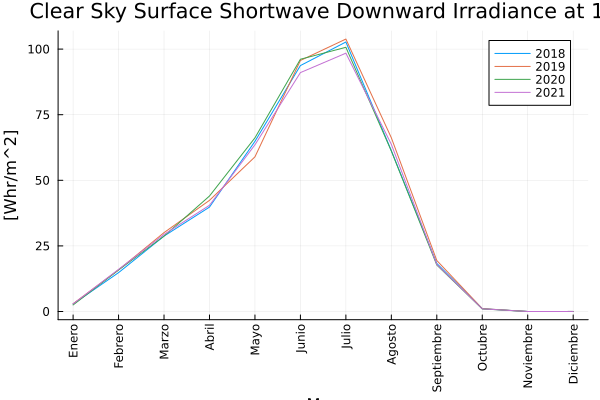 Clear Sky Surface Shortwave Downward Irradiance at 1
100
75
50
25
0
[Whr/m^2]
2018
2019
2020
2021
Enero
Febrero
Marzo
Abril
Mayo
Junio
Julio
Agosto
Septiembre
Octubre
Noviembre
Diciembre